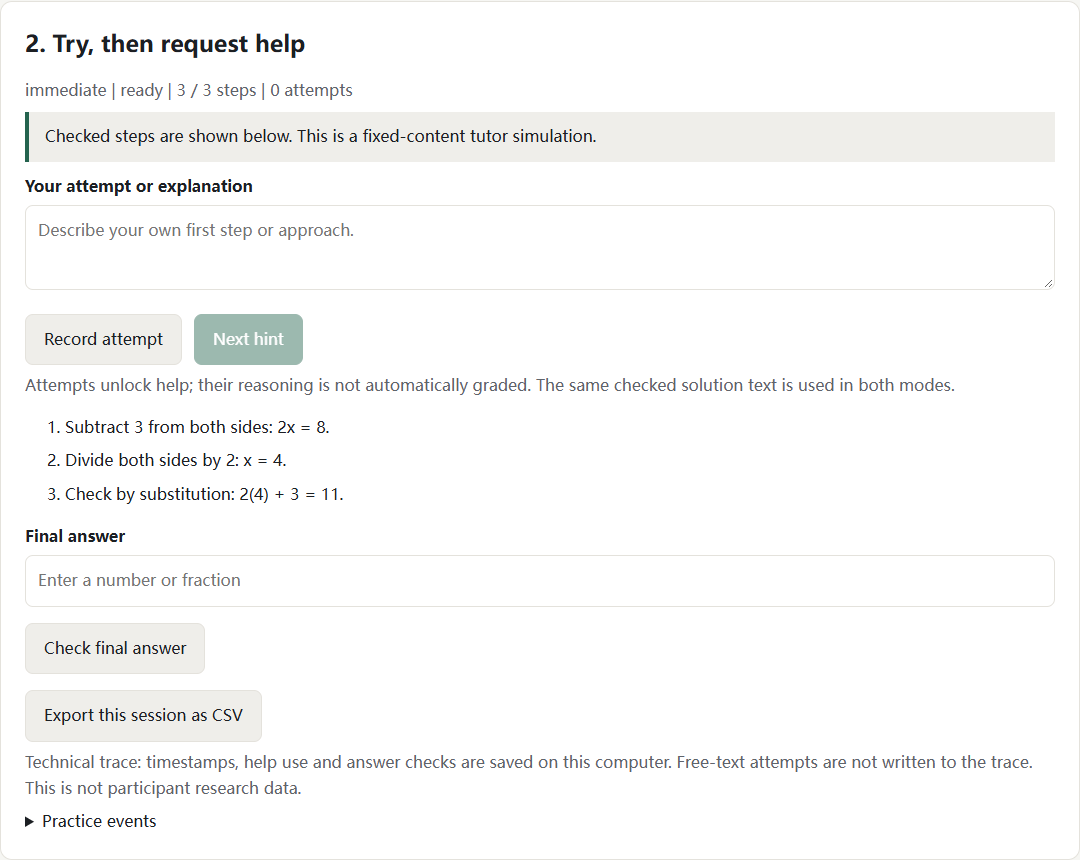 2. Try, then request help
immediate | ready | 3 / 3 steps | 0 attempts
Checked steps are shown below. This is a fixed-content tutor simulation.
Your attempt or explanation
Describe your own first step or approach.
Record attempt
Next hint
Attempts unlock help; their reasoning is not automatically graded. The same checked solution text is used in both modes.
1. Subtract 3 from both sides: 2x = 8.
2. Divide both sides by 2: x = 4.
3. Check by substitution: 2(4) + 3 = 11.
Final answer
Enter a number or fraction
Check final answer
Export this session as CSV
Technical trace: timestamps, help use and answer checks are saved on this computer. Free-text attempts are not written to the trace.
This is not participant research data.
Practice events